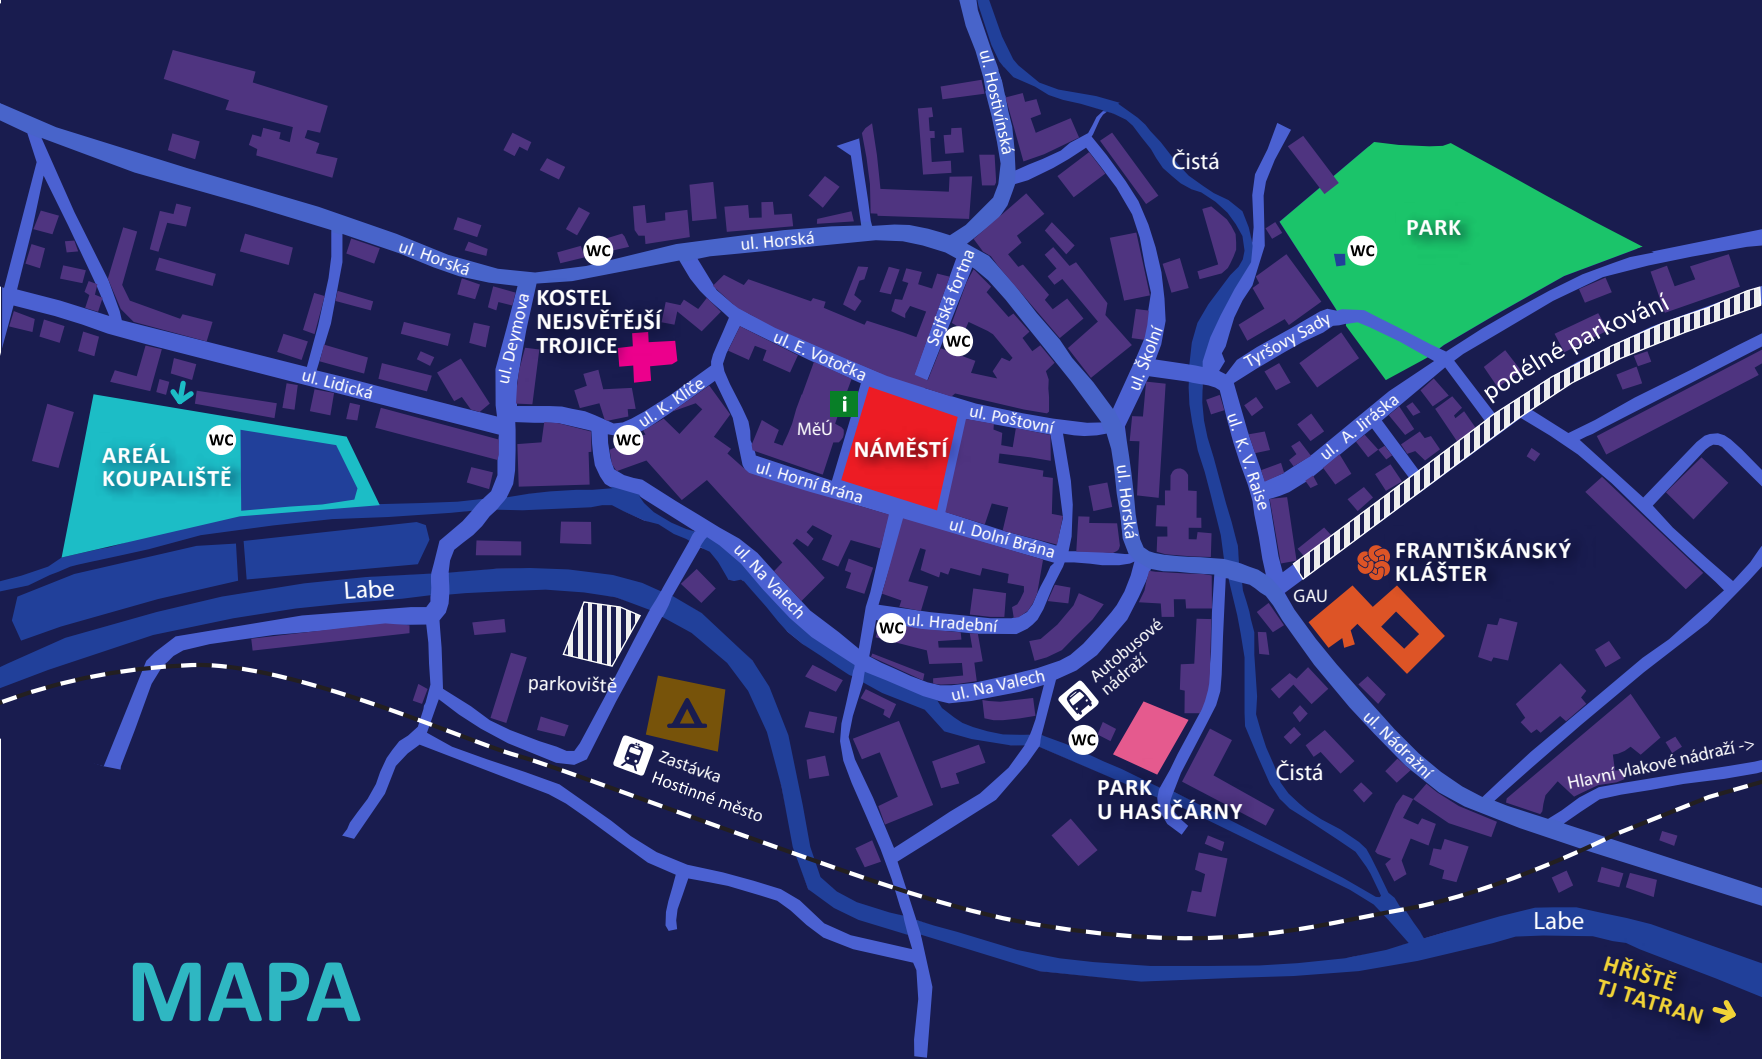 ul. Hostivínská
Čistá
PARK
WC
ul. Horská
WC
ul. Horská
KOSTEL
NEJSVĚTĚJŠÍ
TROJICE
Sejfská fortna
WC
ul. Deymova
ul. E. Votočka
ul. Školní
Tyršovy Sady
podélné parkování
ul. Lidická
ul. K. Klíče
i
MěÚ
NÁMĚSTÍ
ul. Poštovní
ul. A. Jiráska
WC
AREÁL
KOUPALIŠTĚ
WC
ul. Horní Brána
ul. K. V. Raise
ul. Horská
ul. Dolní Brána
FRANTIŠKÁNSKÝ
KLÁŠTER
GAU
Labe
ul. Na Valech
WC
ul. Hradební
Autobusové
nádraží
parkoviště
ul. Na Valech
WC
Zastávka
Hostinné město
PARK
U HASIČÁRNY
Čistá
ul. Nádražní
Hlavní vlakové nádraží ->
Labe
MAPA
HŘIŠTĚ
TJ TATRAN